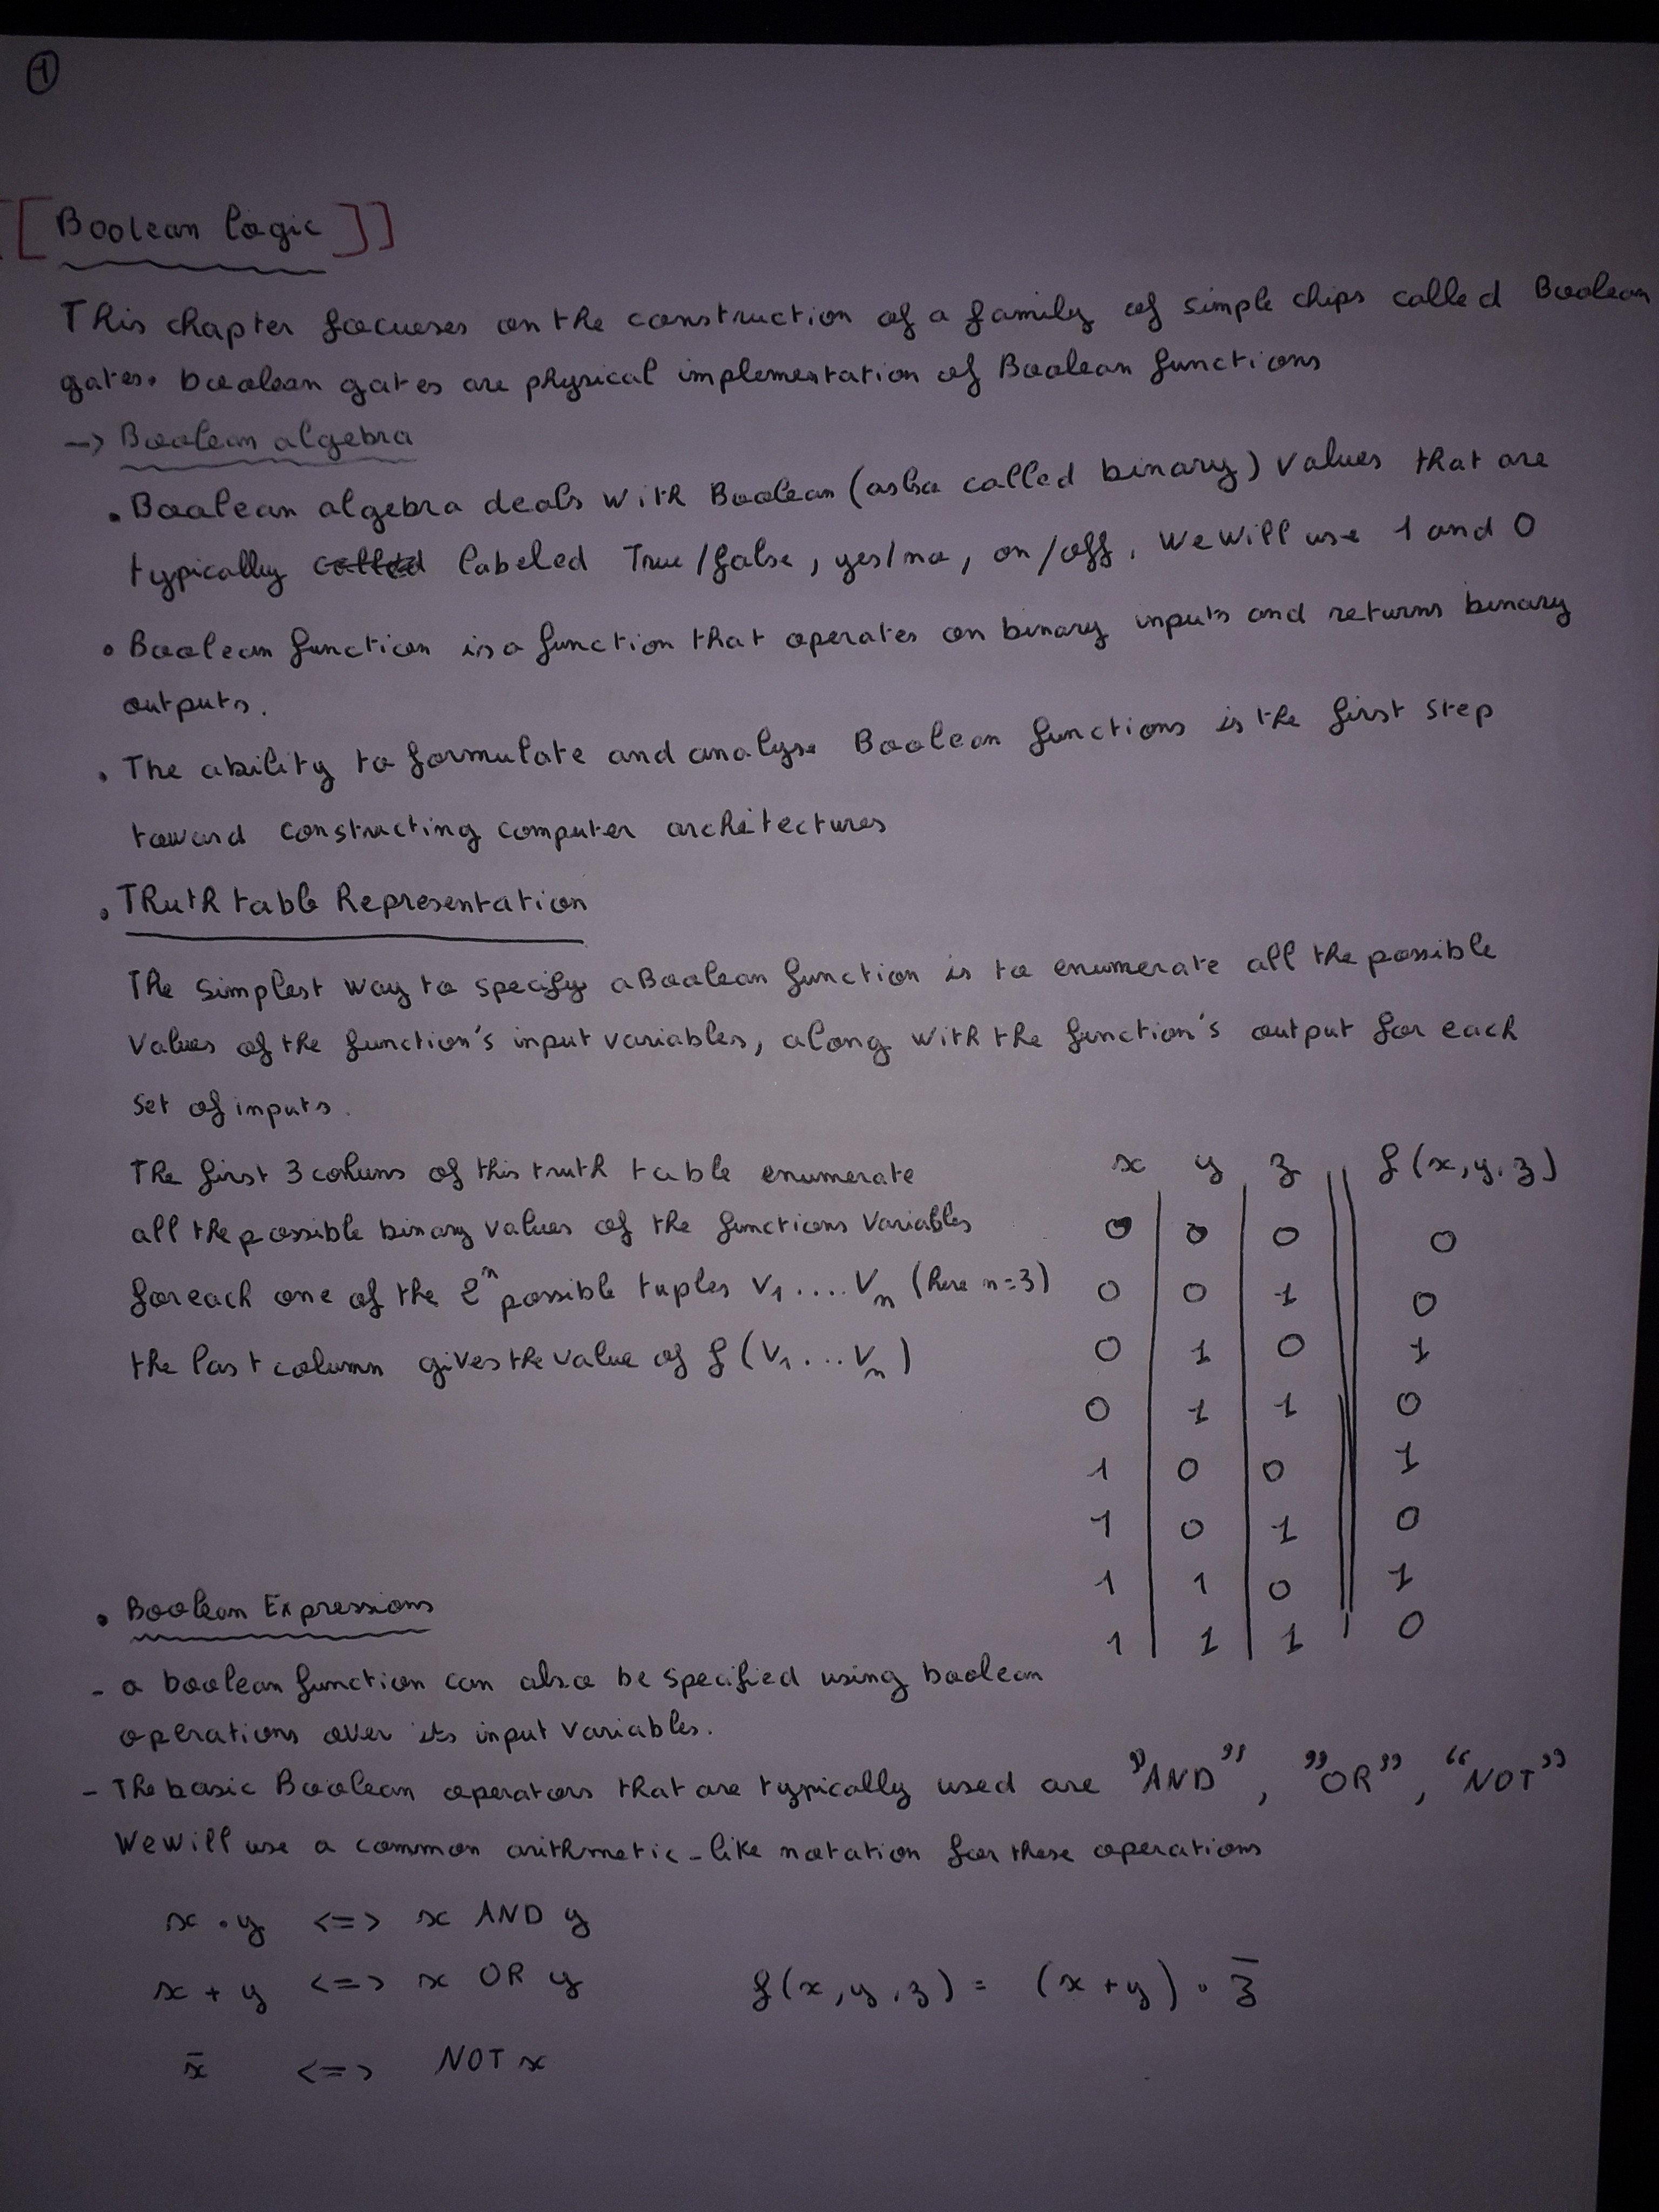 1
[[Boolean logic]]
This chapter focueses on the construction of a family of simple chips called Boolean
gates. boolean gates are physical implementation of Boolean functions
-> Boolean algebra
. Boolean algebra deals with Boolean (also called binary) values that are
typically called labeled True/false, yes/no, on/off. We will use 1 and 0
. Boolean function is a function that operates on binary inputs and returns binary
outputs.
. The ability to formulate and analyse Boolean functions is the first step
toward constructing computer architectures
. TRuth table Representation
The simplest way to specify a Boolean function is to enumerate all the possible
values of the function's input variables, along with the function's output for each
set of inputs.
The first 3 colums of this truth table enumerate
all the possible binary values of the functions variables
for each one of the 2^n possible tuples V1....Vn (here n=3)
the last column gives the value of f(V1...Vn)
x y z f(x,y,z)
0 0 0 0
0 0 1 0
0 1 0 1
0 1 1 0
1 0 0 1
1 0 1 0
1 1 0 1
1 1 1 0
. Boolean Expressions
- a boolean function can also be specified using boolean
operations over its input variables.
- The basic Boolean operators that are typically used are "AND", "OR", "NOT"
We will use a common arithmetic-like notation for these operations
x . y <=> x AND y
x + y <=> x OR y f(x,y,z) = (x+y) . z̄
x̄ <=> NOT x